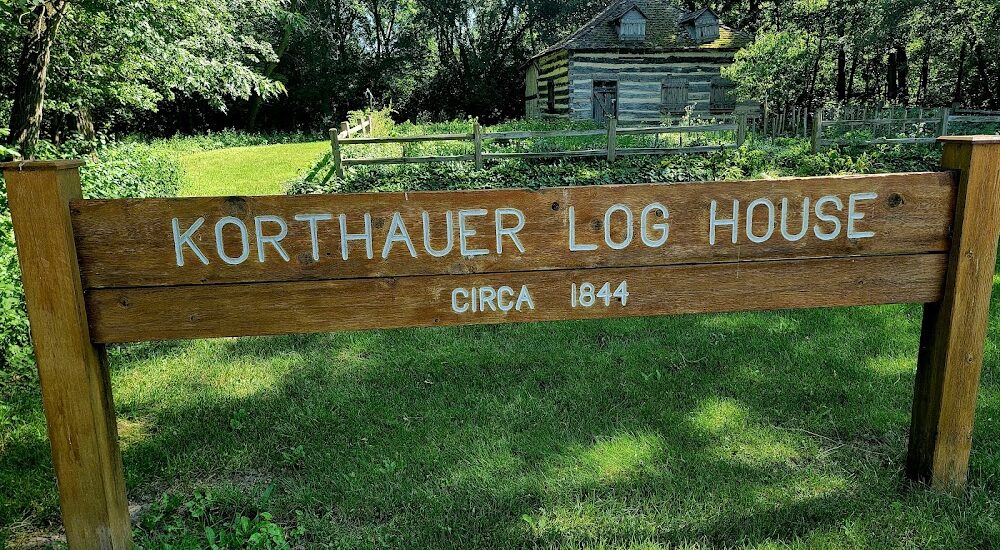 KORTHAUER LOG HOUSE
CIRCA 1844